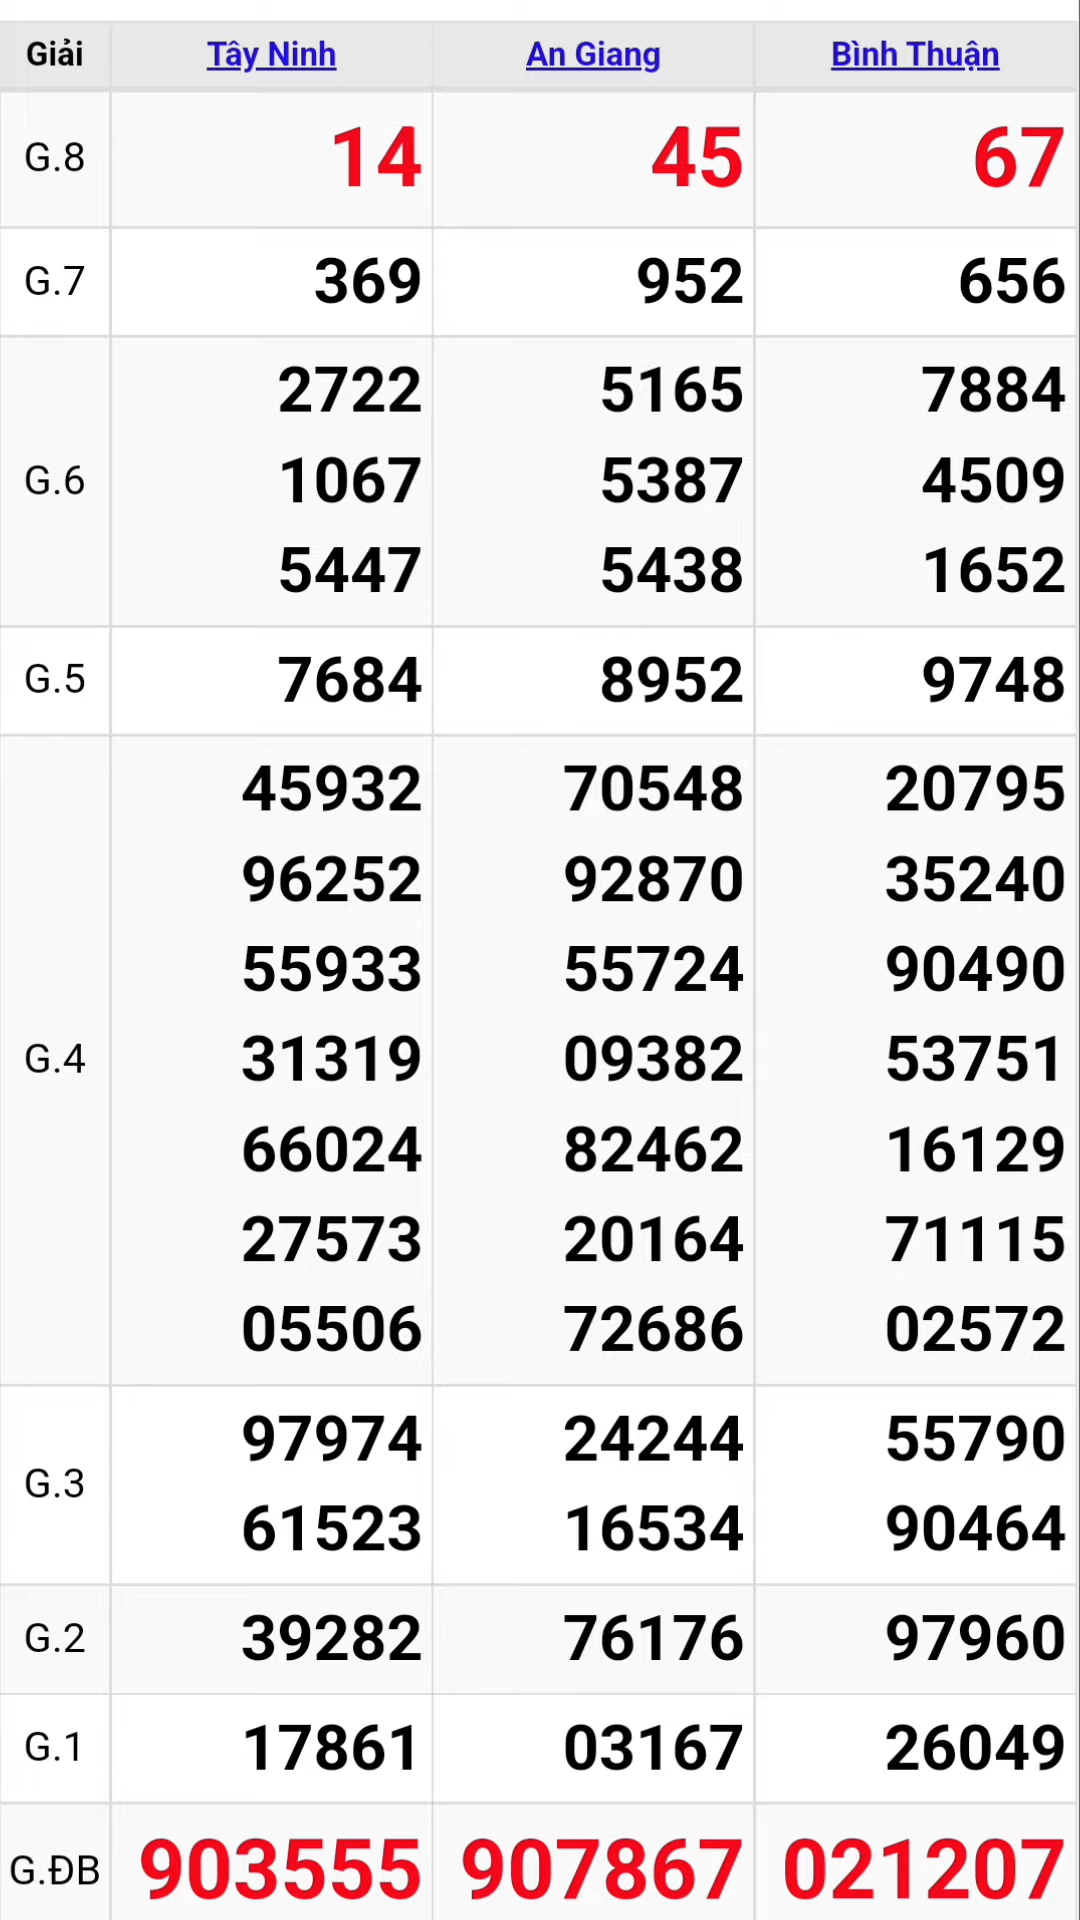 Giải Tây Ninh An Giang Bình Thuận
G.8 14 45 67
G.7 369 952 656
2722 5165 7884
G.6 1067 5387 4509
5447 5438 1652
G.5 7684 8952 9748
45932 70548 20795
96252 92870 35240
55933 55724 90490
G.4 31319 09382 53751
66024 82462 16129
27573 20164 71115
05506 72686 02572
97974 24244 55790
G.3
61523 16534 90464
G.2 39282 76176 97960
G.1 17861 03167 26049
G.ĐB 903555 907867 021207